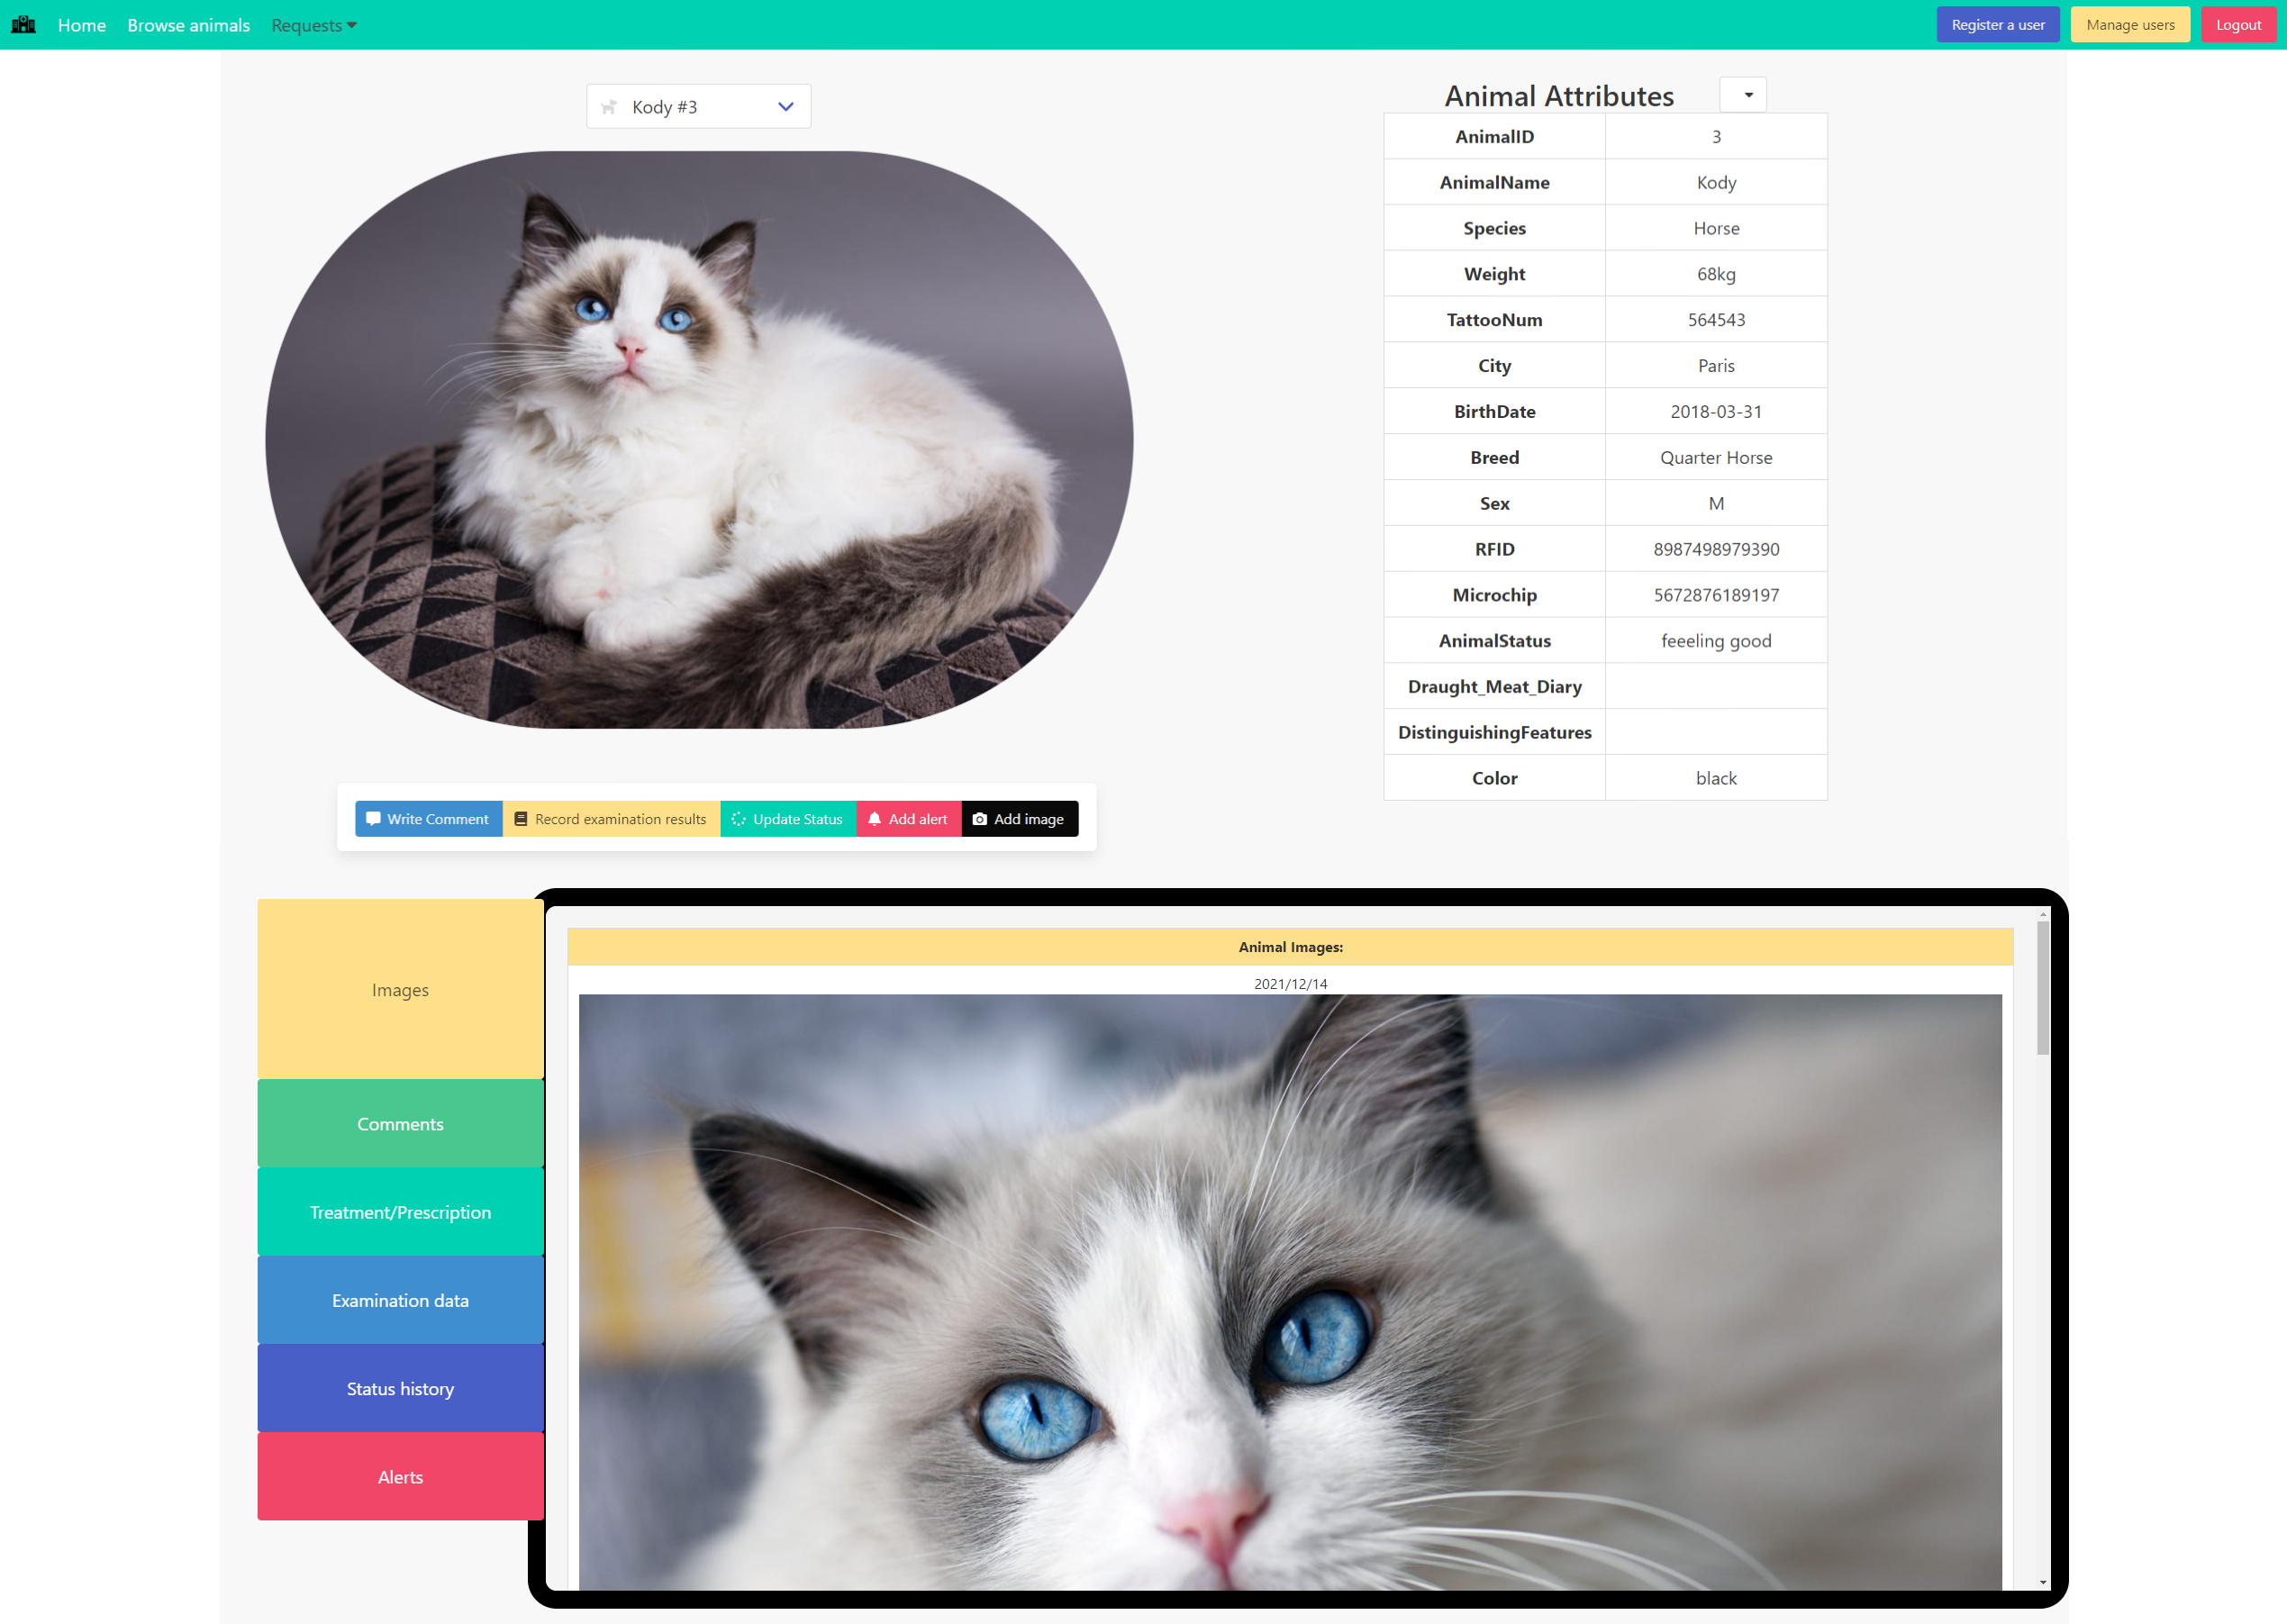 Home Browse animals Requests Register a user Manage users Logout
Kody #3
Animal Attributes
AnimalID 3
AnimalName Kody
Species Horse
Weight 68kg
TattooNum 564543
City Paris
BirthDate 2018-03-31
Breed Quarter Horse
Sex M
RFID 8987498979390
Microchip 5672876189197
AnimalStatus feeeling good
Draught_Meat_Diary
DistinguishingFeatures
Color black
Write Comment Record examination results Update Status Add alert Add image
Images
Comments
Treatment/Prescription
Examination data
Status history
Alerts
Animal Images:
2021/12/14